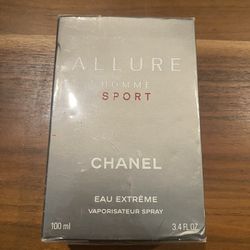 ALLURE
HOMME
SPORT
CHANEL
EAU EXTRÊME
VAPORISATEUR SPRAY
100 ml 3.4 FL. OZ.